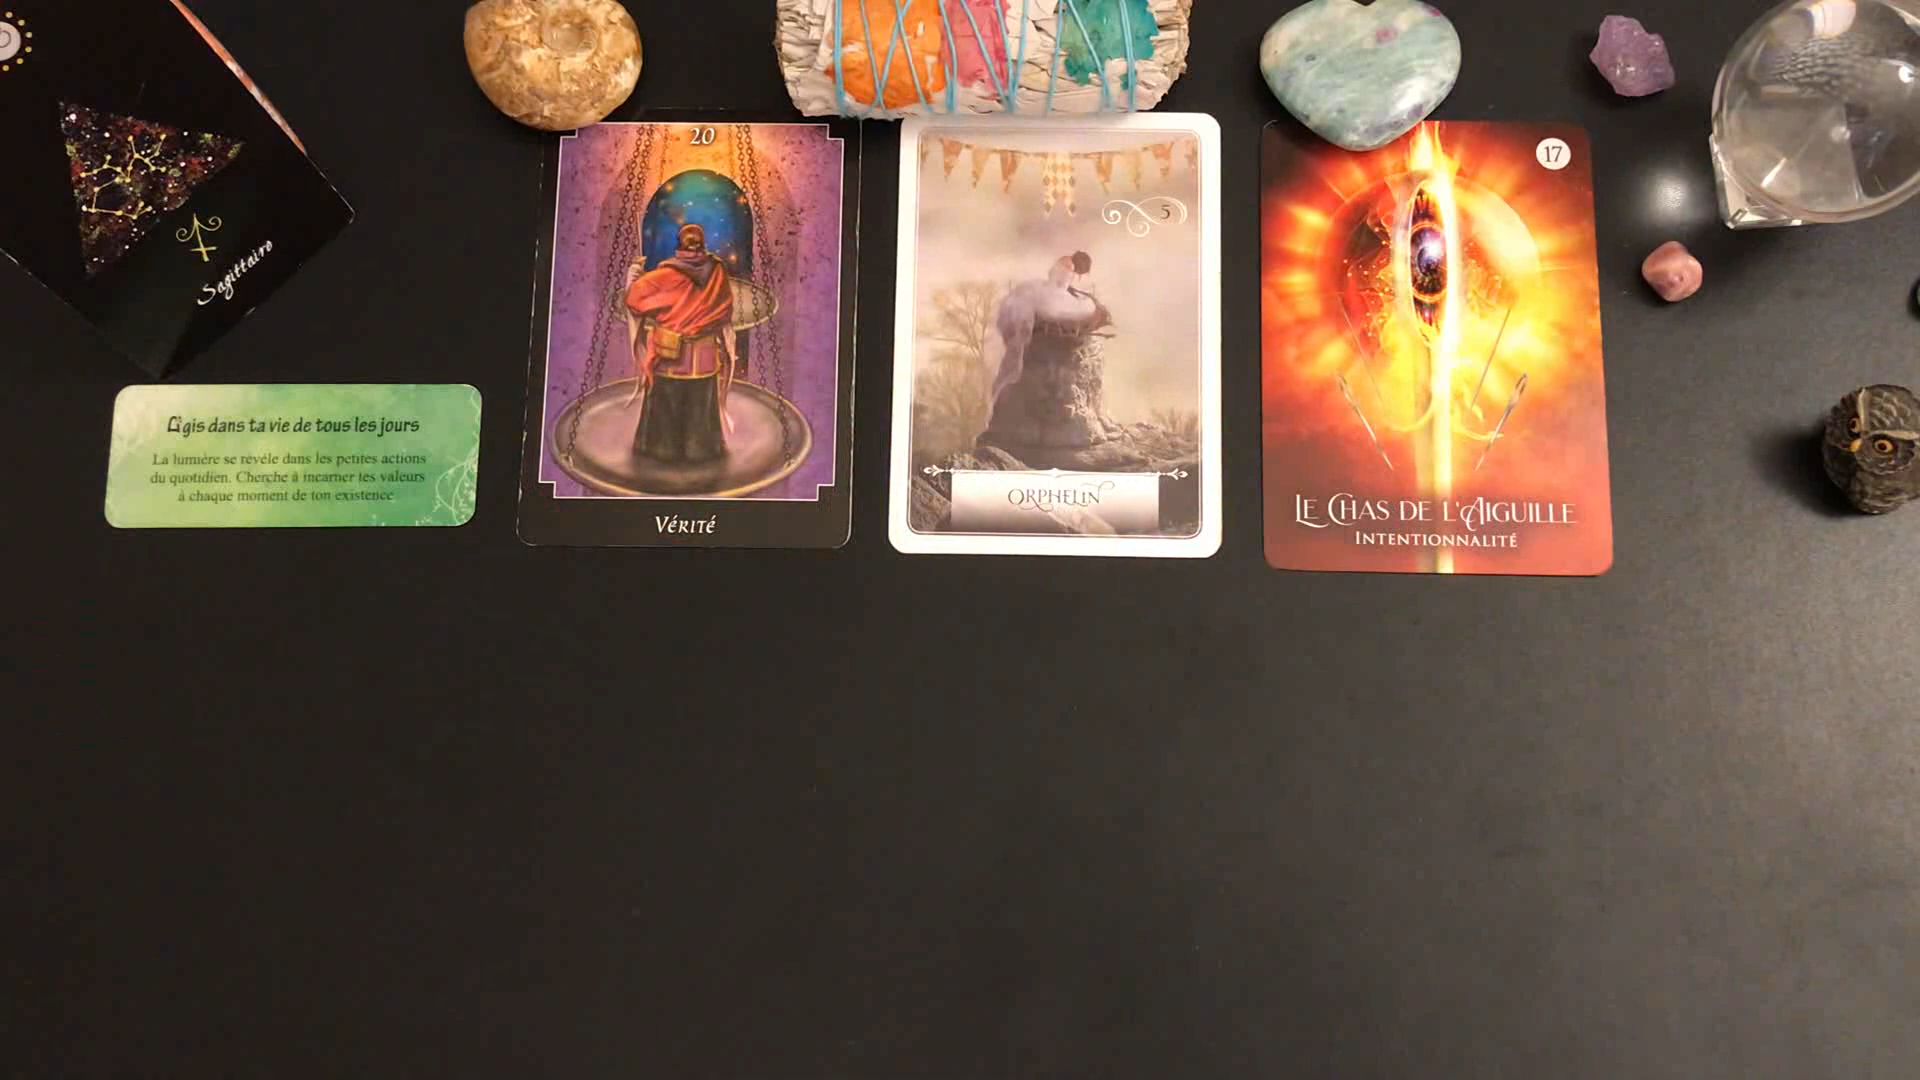 Sagittaire
Agis dans ta vie de tous les jours
La lumière se révèle dans les petites actions
du quotidien. Cherche à incarner tes valeurs
à chaque moment de ton existence
20
Vérité
5
ORPHELIN
17
LE CHAS DE L'AIGUILLE
INTENTIONNALITÉ